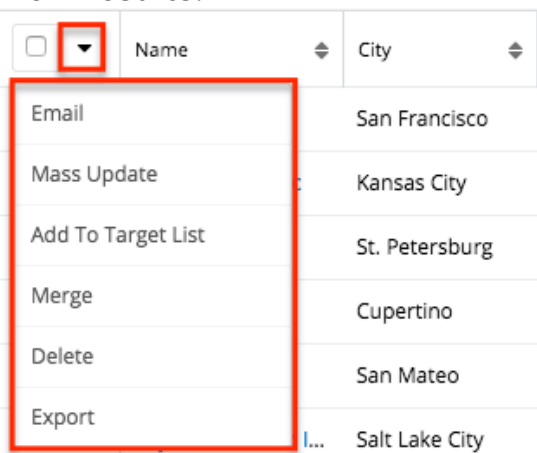 Name City
Email San Francisco
Mass Update Kansas City
Add To Target List St. Petersburg
Merge Cupertino
Delete San Mateo
Export l... Salt Lake City